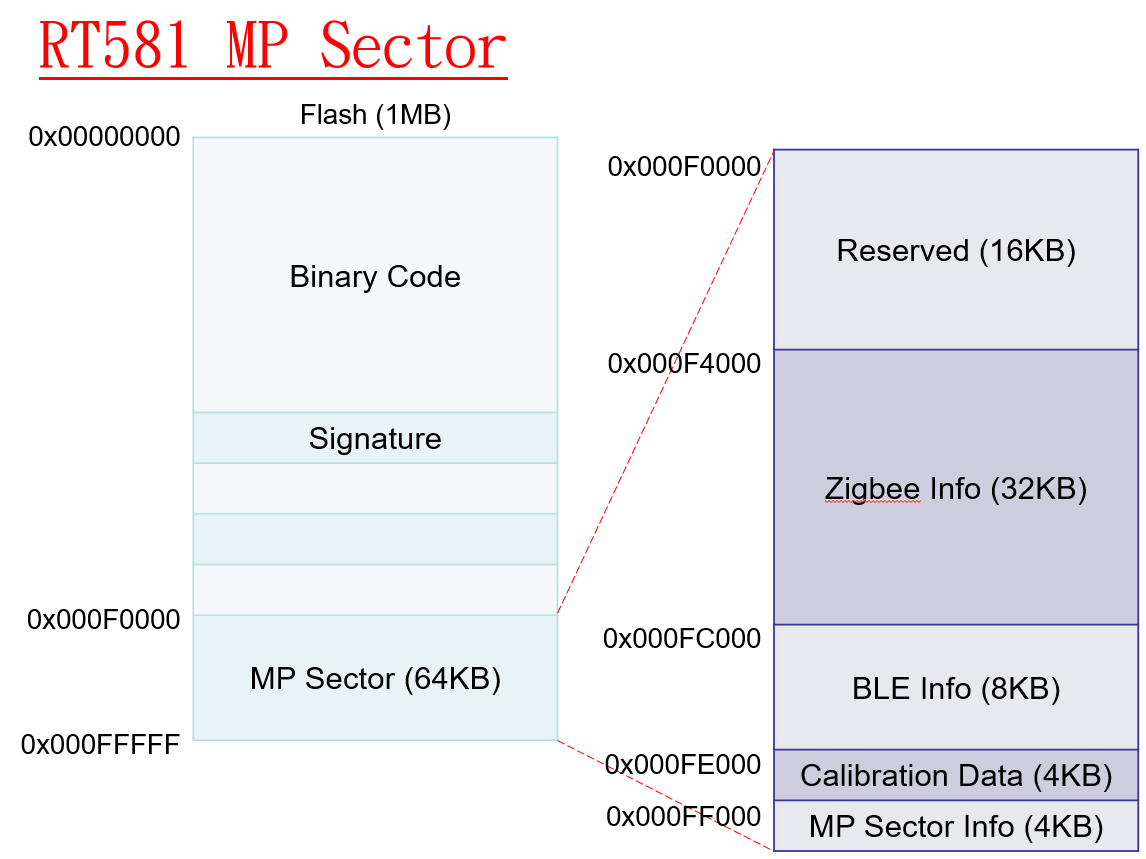 RT581 MP Sector
Flash (1MB)
0x00000000
Binary Code
Signature
0x000F0000
MP Sector (64KB)
0x000FFFFF
0x000F0000
Reserved (16KB)
0x000F4000
Zigbee Info (32KB)
0x000FC000
BLE Info (8KB)
0x000FE000
Calibration Data (4KB)
0x000FF000
MP Sector Info (4KB)